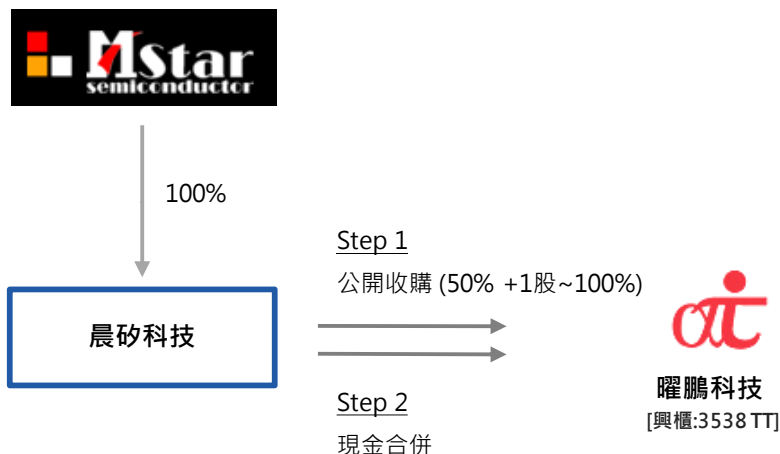 MStar
semiconductor
100%
晨矽科技
Step 1
公開收購 (50% +1股~100%)
Step 2
現金合併
曜鵬科技
[興櫃:3538 TT]